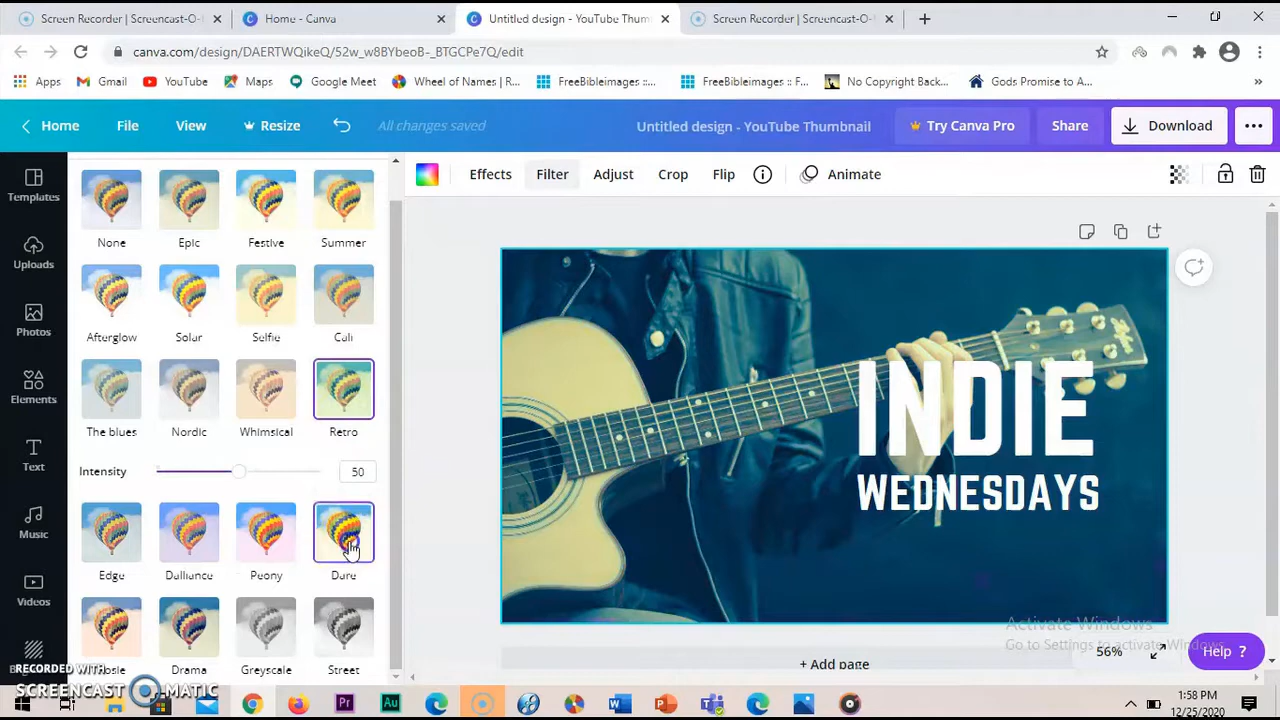 Screen Recorder | Screencast-O-
Home - Canva
Untitled design - YouTube Thum
Screen Recorder | Screencast-O-
canva.com/design/DAERTWQikeQ/52w_w8BYbeoB-_BTGCPe7Q/edit
Apps
Gmail
YouTube
Maps
Google Meet
Wheel of Names | R...
FreeBibleimages ::...
FreeBibleimages :: F...
No Copyright Back...
Gods Promise to A...
Home
File
View
Resize
All changes saved
Untitled design - YouTube Thumbnail
Try Canva Pro
Share
Download
Templates
Uploads
Photos
Elements
Text
Music
Videos
Effects
Filter
Adjust
Crop
Flip
Animate
None
Epic
Festive
Summer
Afterglow
Solar
Selfie
Cali
The blues
Nordic
Whimsical
Retro
Intensity
50
Edge
Dalliance
Peony
Dare
Drama
Greyscale
Street
INDIE
WEDNESDAYS
Activate Windows
Go to Settings to activate Windows.
+ Add page
56%
Help ?
RECORDED WITH
SCREENCAST MATIC
1:58 PM
12/25/2020